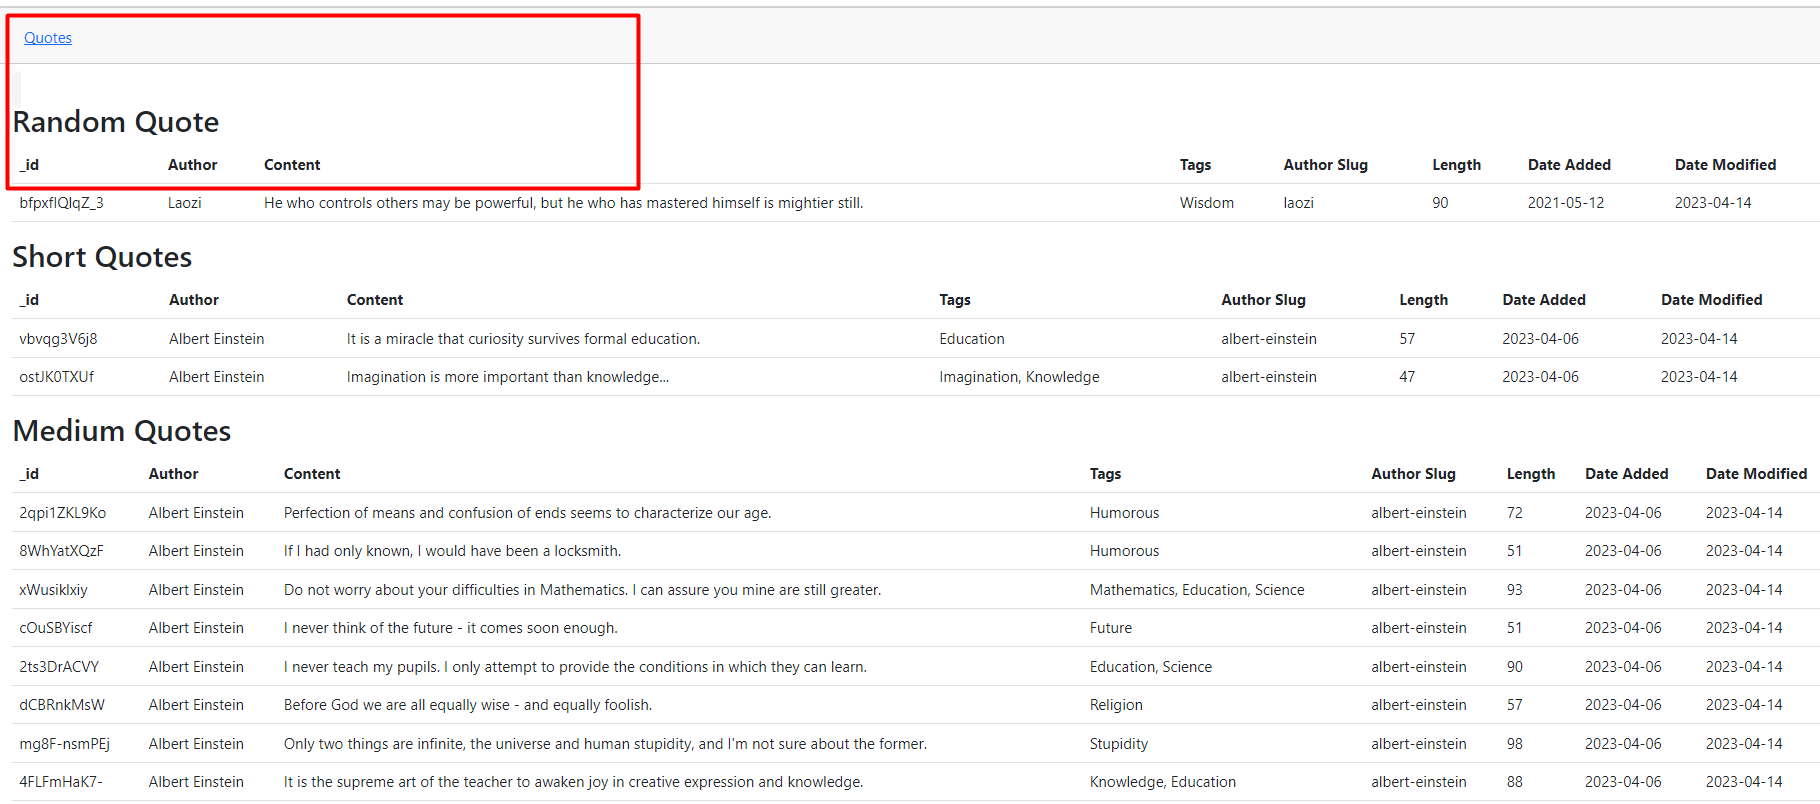 Quotes
Random Quote
_id Author Content Tags Author Slug Length Date Added Date Modified
bfpxflQlqZ_3 Laozi He who controls others may be powerful, but he who has mastered himself is mightier still. Wisdom laozi 90 2021-05-12 2023-04-14
Short Quotes
_id Author Content Tags Author Slug Length Date Added Date Modified
vbvqg3V6j8 Albert Einstein It is a miracle that curiosity survives formal education. Education albert-einstein 57 2023-04-06 2023-04-14
ostJK0TXUf Albert Einstein Imagination is more important than knowledge... Imagination, Knowledge albert-einstein 47 2023-04-06 2023-04-14
Medium Quotes
_id Author Content Tags Author Slug Length Date Added Date Modified
2qpi1ZKL9Ko Albert Einstein Perfection of means and confusion of ends seems to characterize our age. Humorous albert-einstein 72 2023-04-06 2023-04-14
8WhYatXQzF Albert Einstein If I had only known, I would have been a locksmith. Humorous albert-einstein 51 2023-04-06 2023-04-14
xWusiklxiy Albert Einstein Do not worry about your difficulties in Mathematics. I can assure you mine are still greater. Mathematics, Education, Science albert-einstein 93 2023-04-06 2023-04-14
cOuSBYiscf Albert Einstein I never think of the future - it comes soon enough. Future albert-einstein 51 2023-04-06 2023-04-14
2ts3DrACVY Albert Einstein I never teach my pupils. I only attempt to provide the conditions in which they can learn. Education, Science albert-einstein 90 2023-04-06 2023-04-14
dCBRnkMsW Albert Einstein Before God we are all equally wise - and equally foolish. Religion albert-einstein 57 2023-04-06 2023-04-14
mg8F-nsmPEj Albert Einstein Only two things are infinite, the universe and human stupidity, and I'm not sure about the former. Stupidity albert-einstein 98 2023-04-06 2023-04-14
4FLFmHaK7- Albert Einstein It is the supreme art of the teacher to awaken joy in creative expression and knowledge. Knowledge, Education albert-einstein 88 2023-04-06 2023-04-14